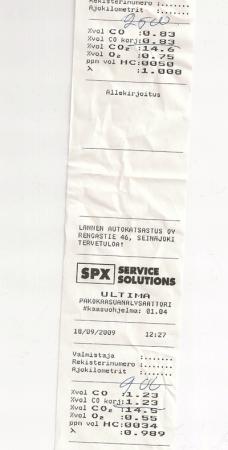 Rekisterinumero :.......
Ajokilometrit :.......
2500
%vol CO :0.83
%vol CO korj:0.83
%vol CO₂ :14.6
%vol O₂ :0.75
ppm vol HC:0050
λ :1.008
Allekirjoitus
LANNEN AUTOKATSASTUS OY
RENGASTIE 46, SEINAJOKI
TERVETULOA!
SPX SERVICE SOLUTIONS
ULTIMA
PAKOKAASUANALYSAATTORI
#kaasuohjelma: 01.04
18/09/2009 12:27
Valmistaja :.......
Rekisterinumero :.......
Ajokilometrit :.......
900
%vol CO :1.23
%vol CO korj:1.23
%vol CO₂ :14.5
%vol O₂ :0.55
ppm vol HC:0034
λ :0.989